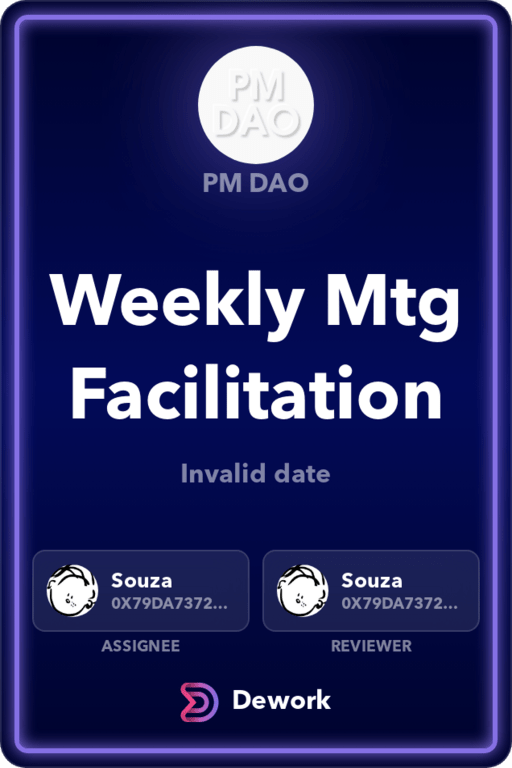 PM
DAO
PM DAO
Weekly Mtg
Facilitation
Invalid date
Souza
0X79DA7372...
ASSIGNEE
Souza
0X79DA7372...
REVIEWER
Dework